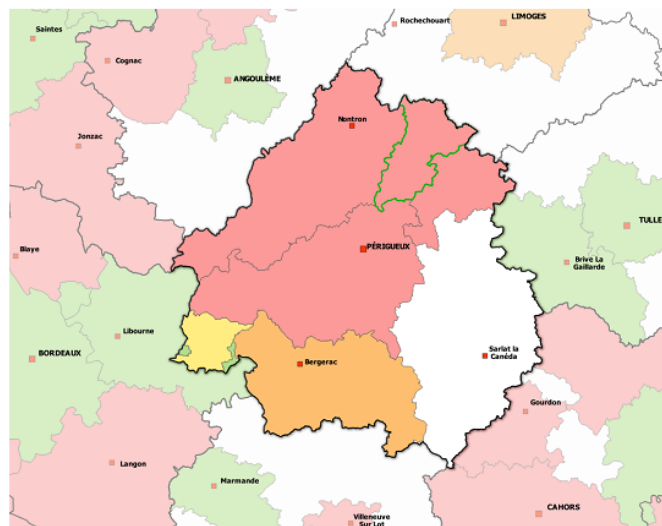 LIMOGES
Rochechouart
Saintes
Cognac
ANGOULÊME
Nontron
Jonzac
TULLE
PÉRIGUEUX
Blaye
Brive La
Gaillarde
Libourne
BORDEAUX
Sarlat la
Canéda
Bergerac
Gourdon
Langon
Marmande
CAHORS
Villeneuve
Sur Lot